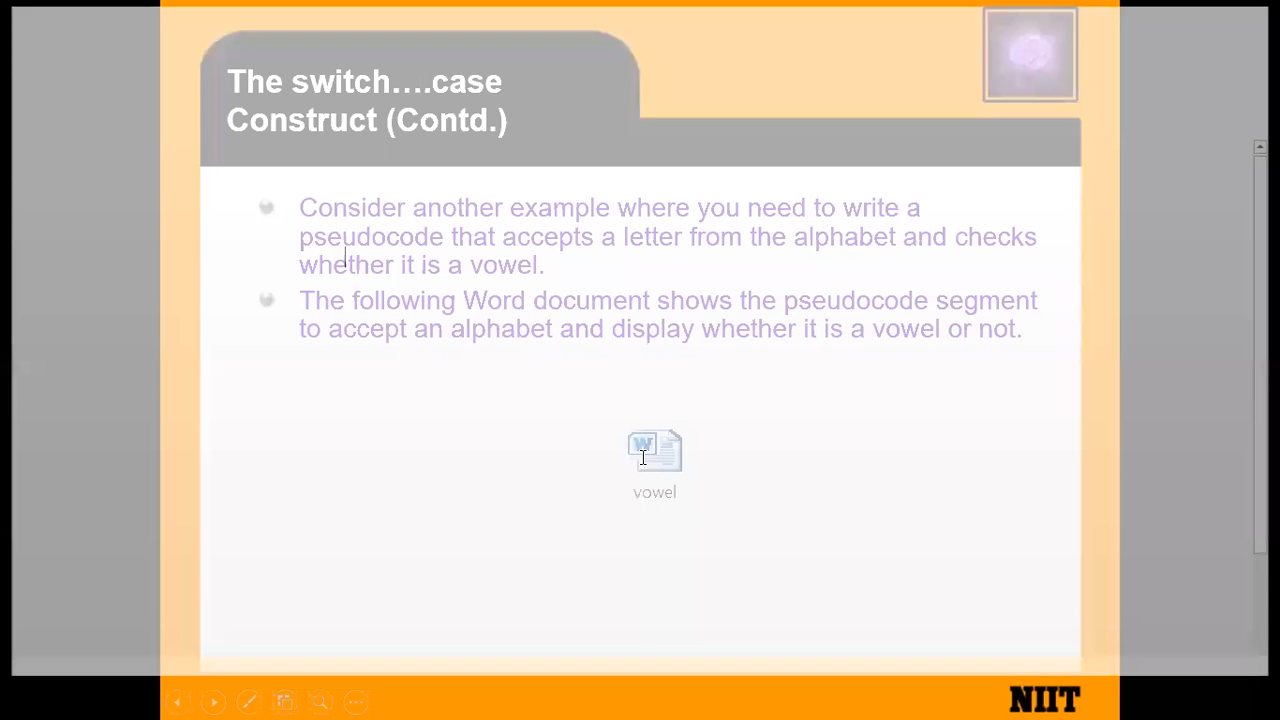 The switch….case
Construct (Contd.)
Consider another example where you need to write a
pseudocode that accepts a letter from the alphabet and checks
whether it is a vowel.
The following Word document shows the pseudocode segment
to accept an alphabet and display whether it is a vowel or not.
W
vowel
NIIT